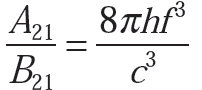 A₂₁/B₂₁ = 8πhf³/c³